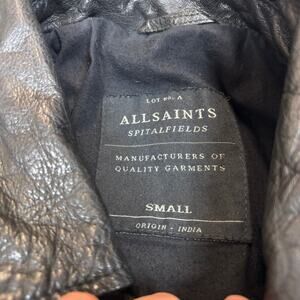 LOT No. A
ALLSAINTS
SPITALFIELDS
MANUFACTURERS OF
QUALITY GARMENTS
SMALL
ORIGIN - INDIA